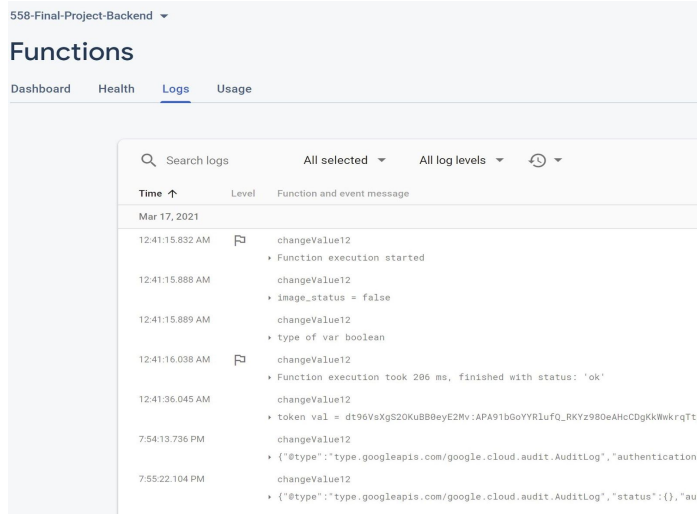 558-Final-Project-Backend
Functions
Dashboard Health Logs Usage
Search logs All selected All log levels
Time ↑ Level Function and event message
Mar 17, 2021
12:41:15.832 AM changeValue12
Function execution started
12:41:15.888 AM changeValue12
image_status = false
12:41:15.889 AM changeValue12
type of var boolean
12:41:16.038 AM changeValue12
Function execution took 206 ms, finished with status: 'ok'
12:41:36.045 AM changeValue12
token val = dt96VsXgS2OKuBB0eyE2Mv:APA91bGoYYRlufQ_RKYz98OeAHcCDgKkWwkrqTt
7:54:13.736 PM changeValue12
{"@type":"type.googleapis.com/google.cloud.audit.AuditLog","authentication
7:55:22.104 PM changeValue12
{"@type":"type.googleapis.com/google.cloud.audit.AuditLog","status":{},"au